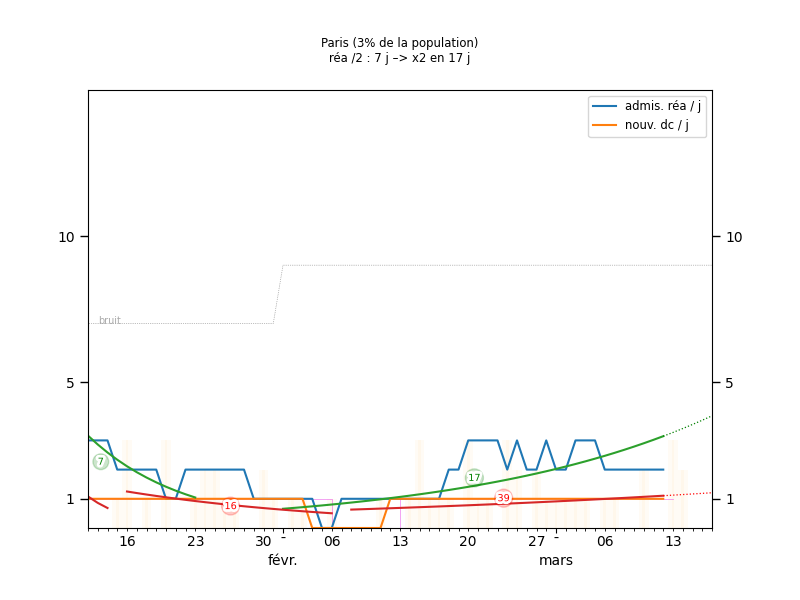 Paris (3% de la population)
réa /2 : 7 j –> x2 en 17 j
admis. réa / j
nouv. dc / j
10
10
bruit
5
5
7
17
16
39
1
1
16
23
30
06
13
20
27
06
13
févr.
mars